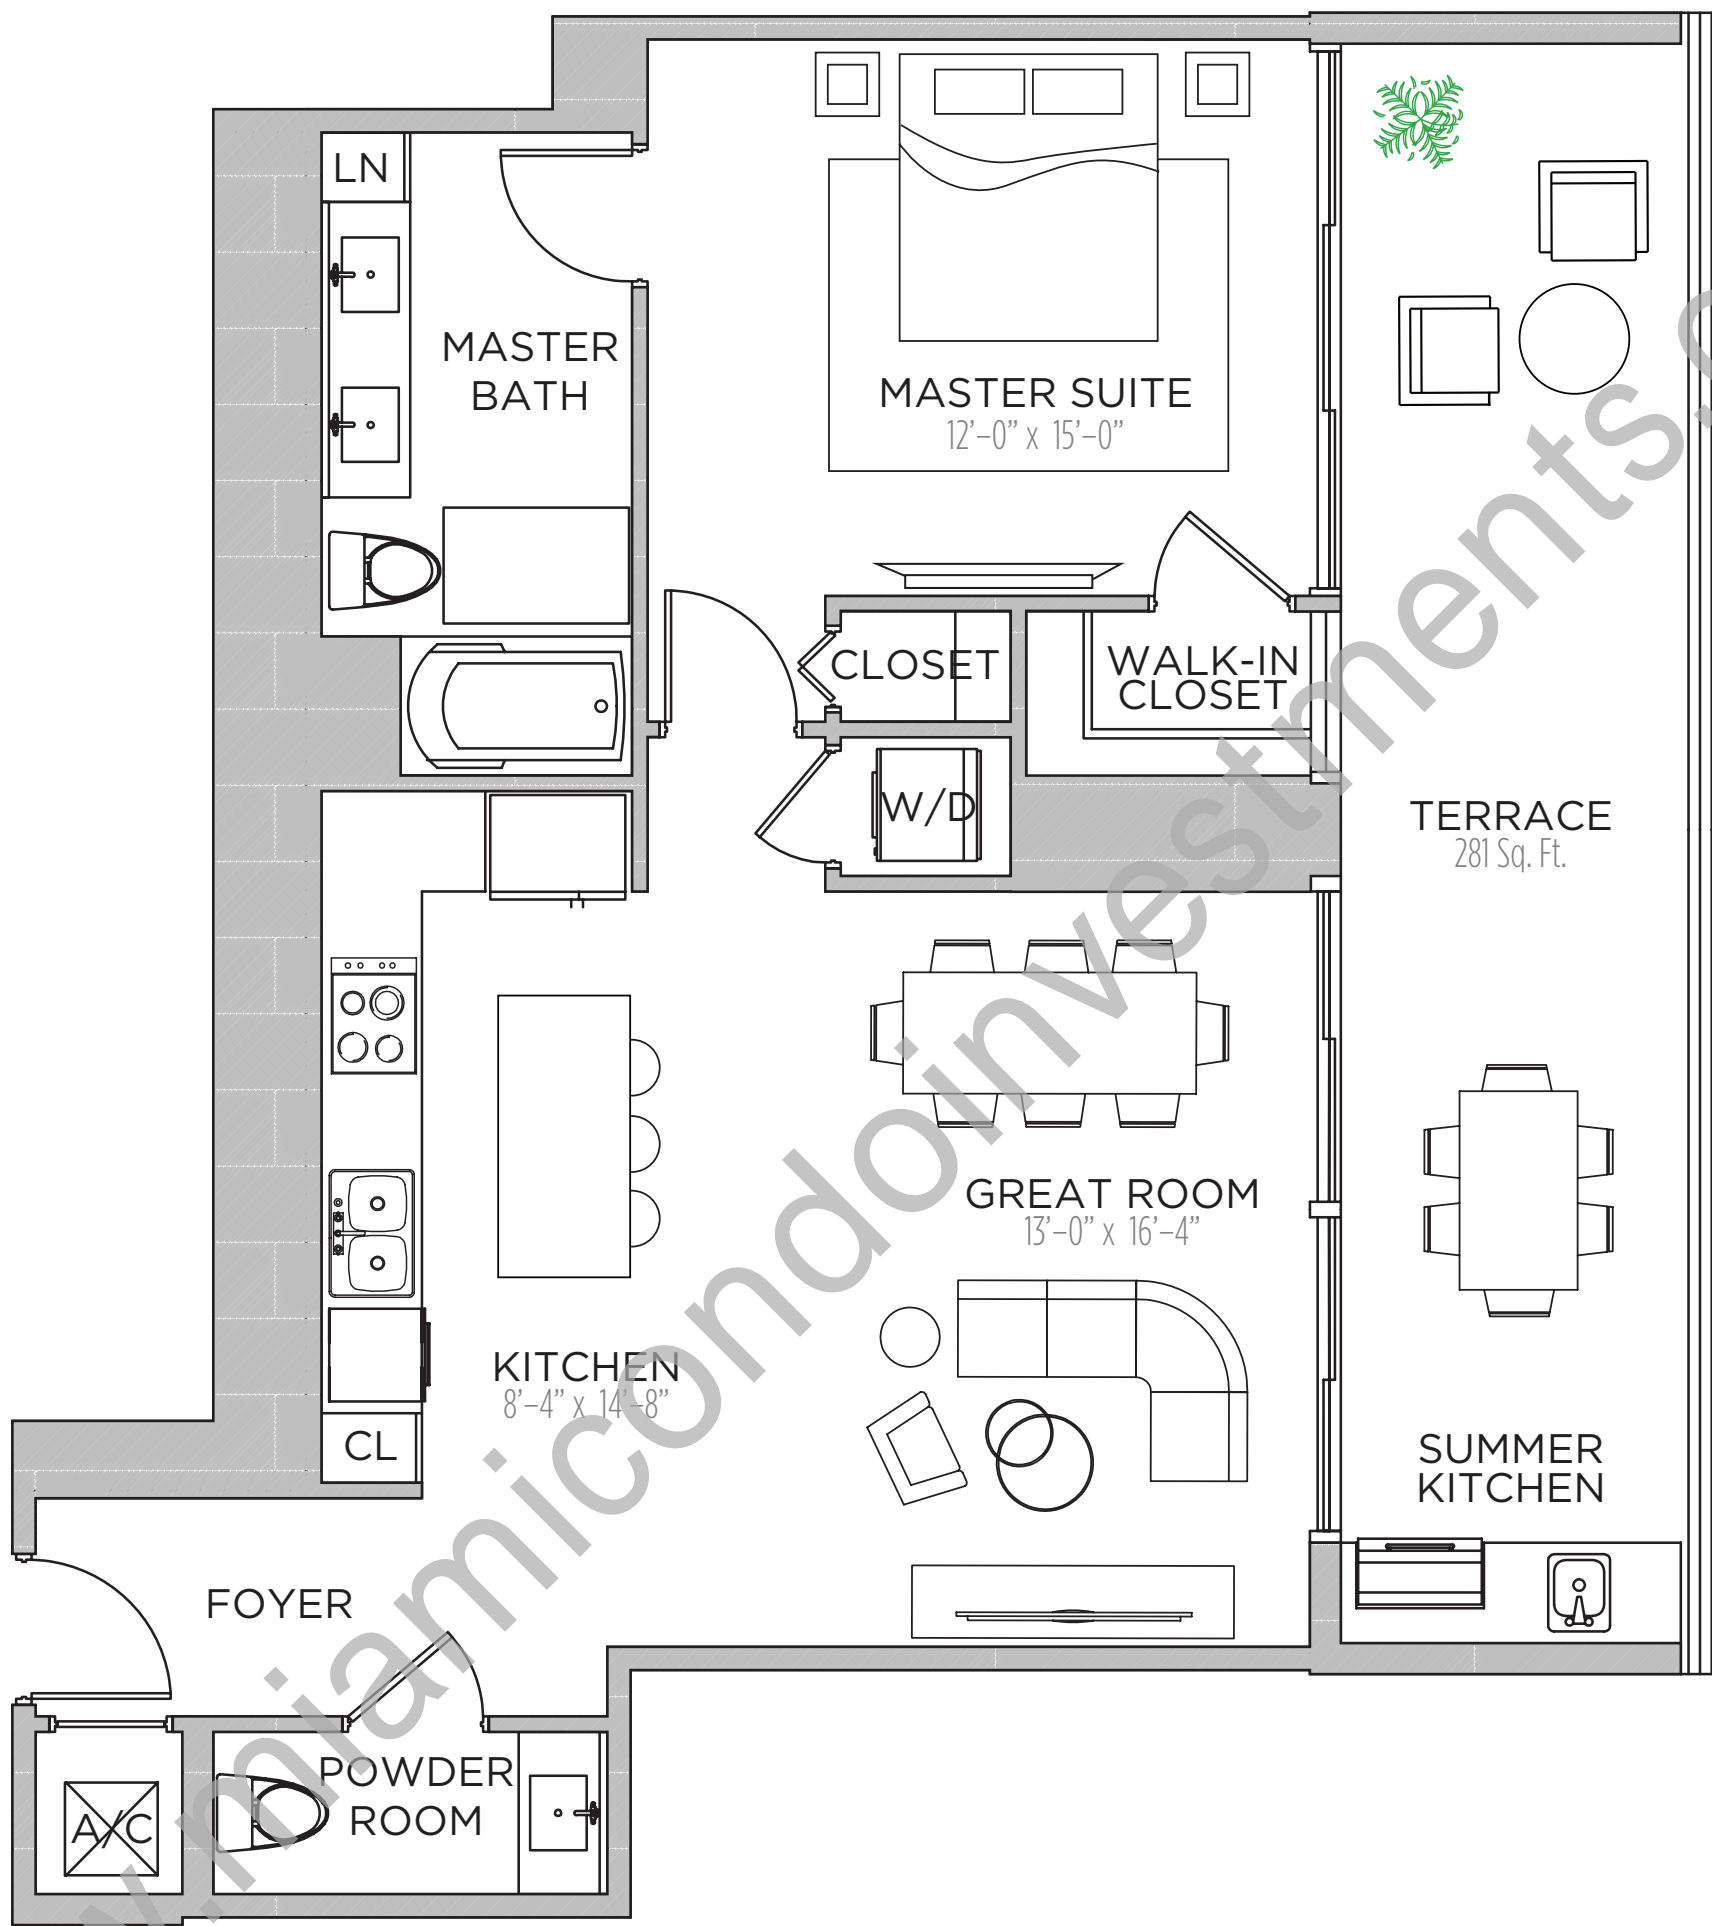 LN
MASTER
BATH
MASTER SUITE
12'-0" x 15'-0"
CLOSET
WALK-IN
CLOSET
W/D
TERRACE
281 Sq. Ft.
GREAT ROOM
13'-0" x 16'-4"
KITCHEN
8'-4" x 14'-8"
CL
SUMMER
KITCHEN
FOYER
POWDER
ROOM
A/C
.miamicondoinvestments.